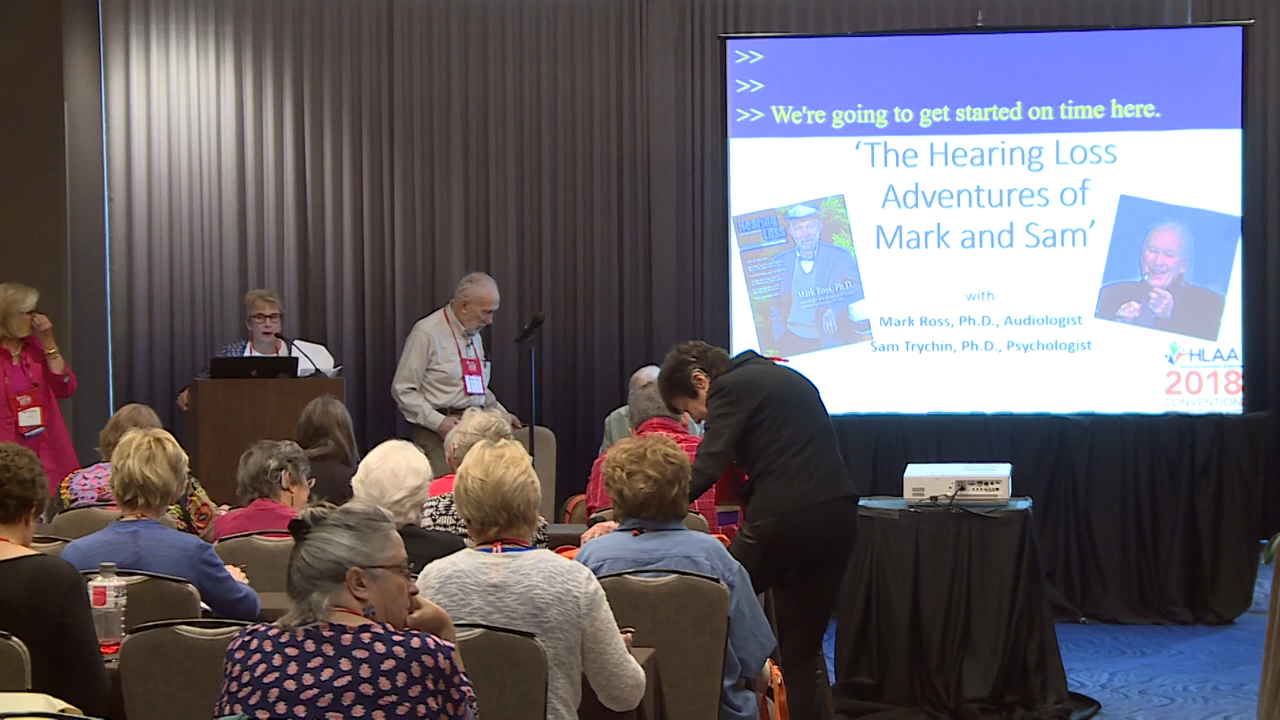 >>
>>
>> We're going to get started on time here.
'The Hearing Loss
Adventures of
Mark and Sam'
Hearing
Loss
Mark Ross, Ph.D.
with
Mark Ross, Ph.D., Audiologist
Sam Trychin, Ph.D., Psychologist
HLAA
2018
CONVENTION